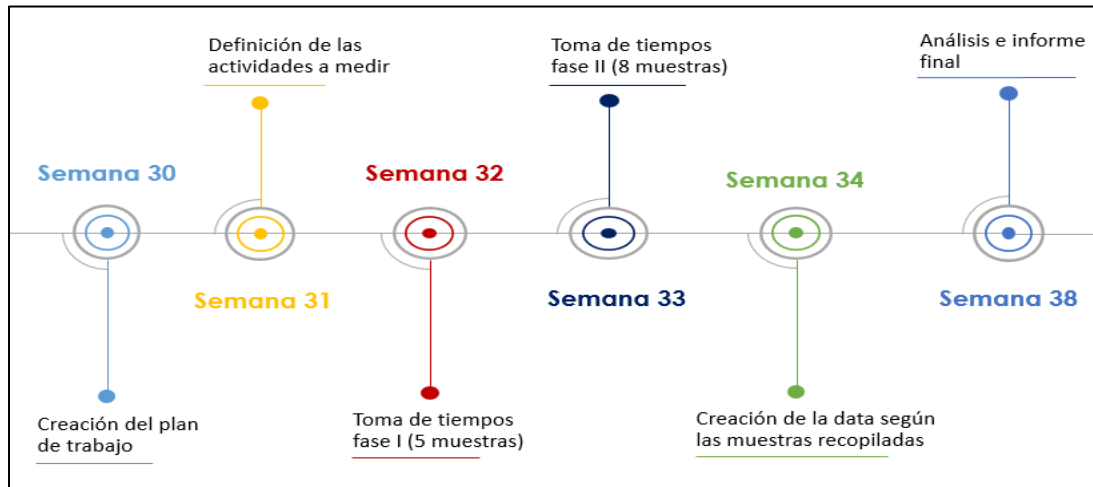 Definición de las
actividades a medir
Toma de tiempos
fase II (8 muestras)
Análisis e informe
final
Semana 30
Semana 32
Semana 34
Semana 31
Semana 33
Semana 38
Creación del plan
de trabajo
Toma de tiempos
fase I (5 muestras)
Creación de la data según
las muestras recopiladas